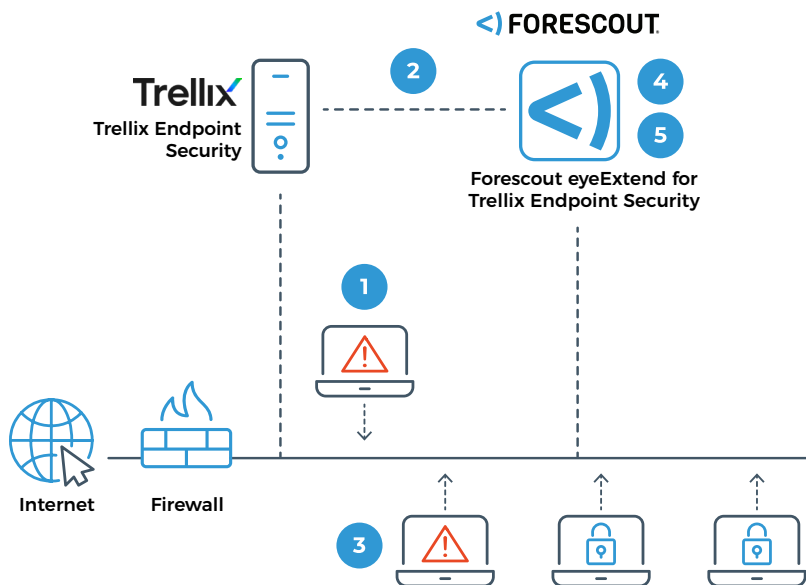 <) FORESCOUT.
2
Trellix
4
Trellix Endpoint
Security
5
Forescout eyeExtend for
Trellix Endpoint Security
1
Internet
Firewall
3